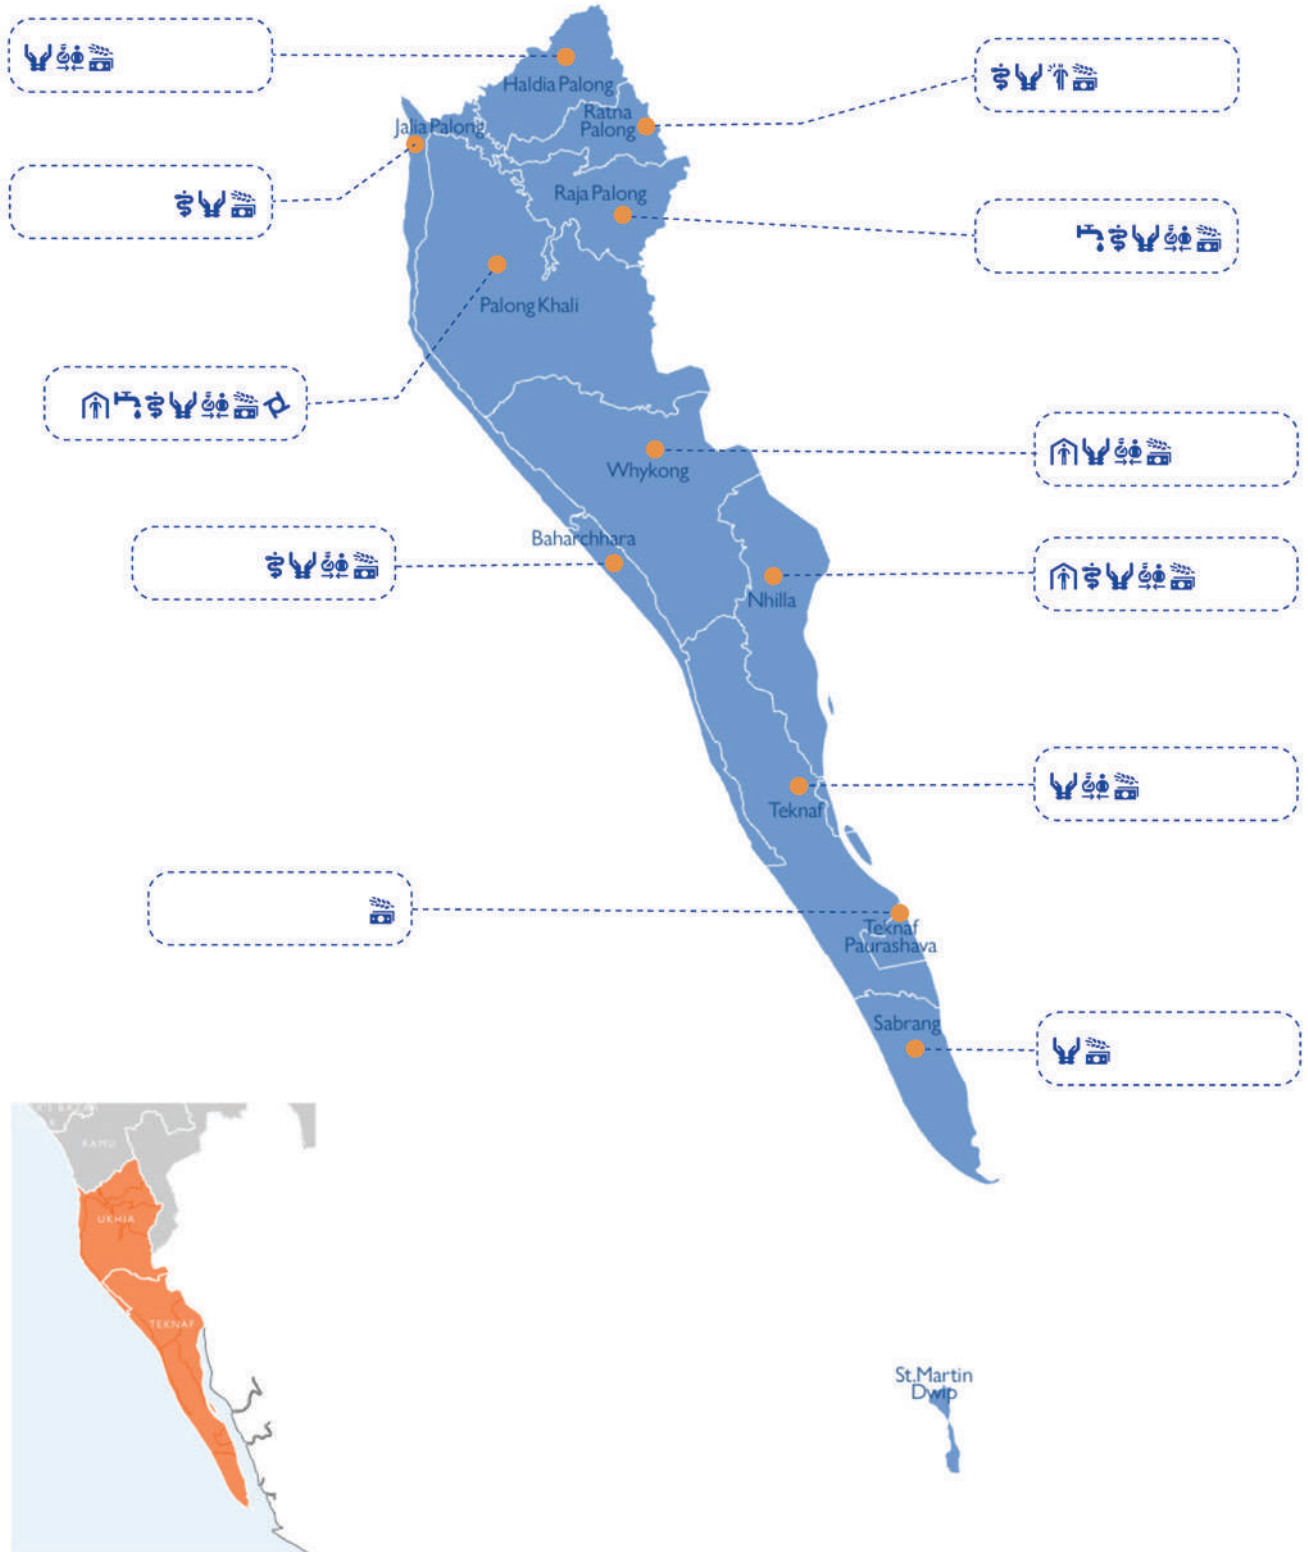 Haldia Palong
Ratna
Palong
Jalia Palong
Raja Palong
Palong Khali
Whykong
Baharchhara
Nhilla
Teknaf
Teknaf
Paurashava
Sabrang
RAMU
UKHIA
TEKNAF
St.Martin
Dwip